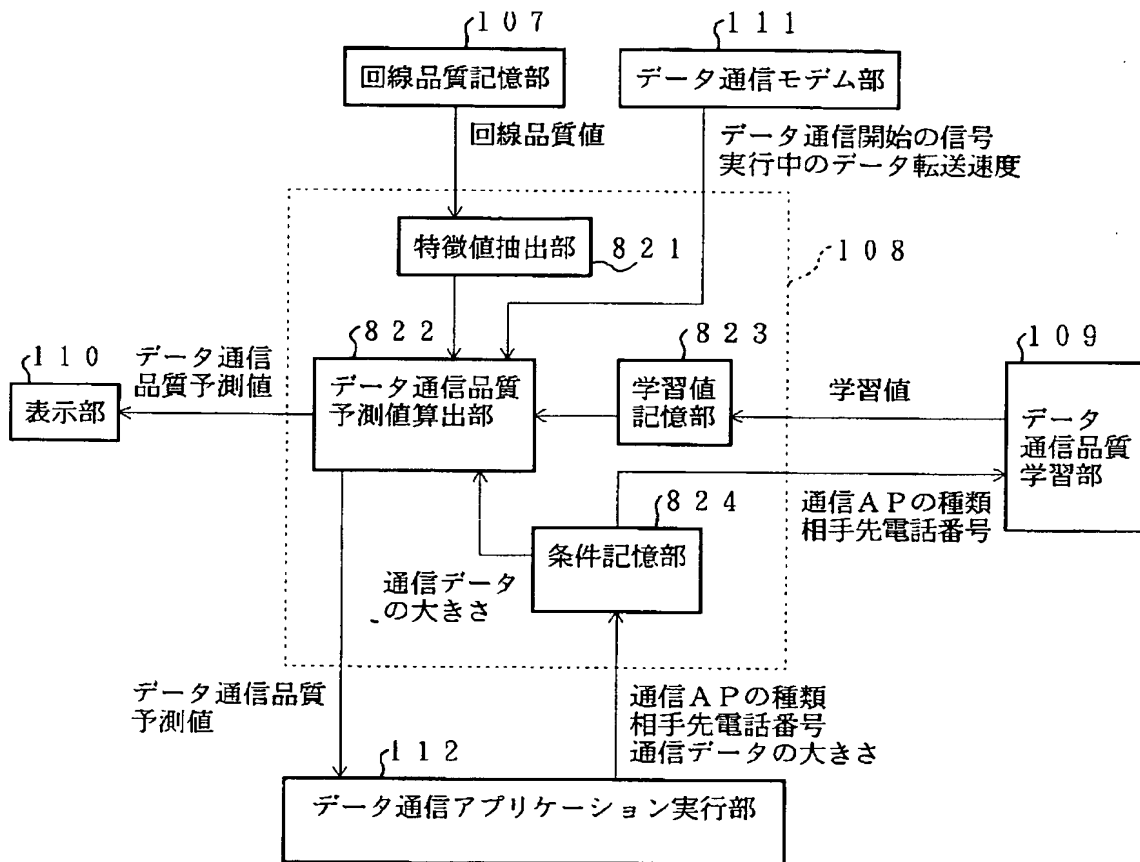 １０７
１１１
回線品質記憶部
データ通信モデム部
回線品質値
データ通信開始の信号
実行中のデータ転送速度
特徴値抽出部
８２１
１０８
８２２
８２３
１０９
１１０
データ通信
品質予測値
表示部
データ通信品質
予測値算出部
学習値
記憶部
学習値
データ
通信品質
学習部
８２４
通信ＡＰの種類
相手先電話番号
条件記憶部
通信データ
の大きさ
データ通信品質
予測値
通信ＡＰの種類
相手先電話番号
通信データの大きさ
１１２
データ通信アプリケーション実行部